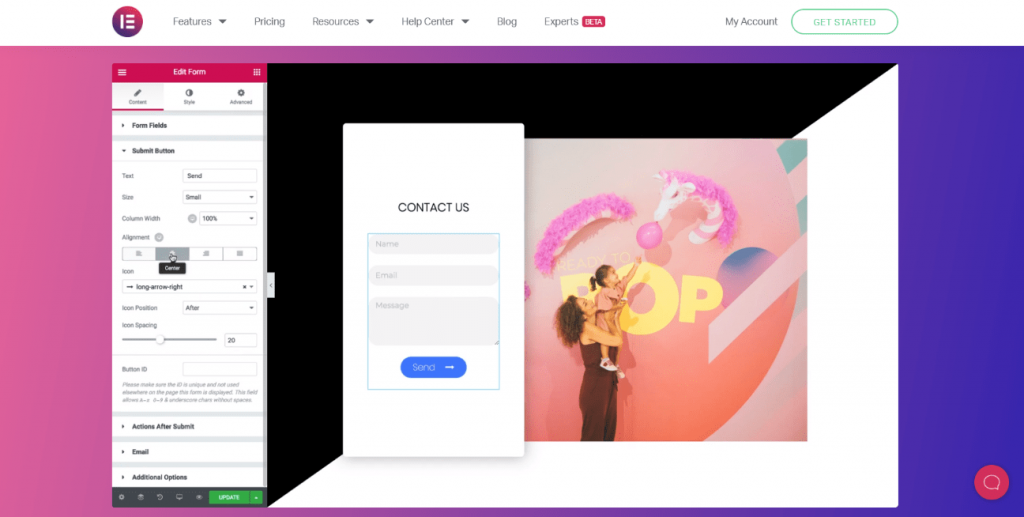 Features Pricing Resources Help Center Blog Experts BETA My Account GET STARTED
Edit Form
Content Style Advanced
Form Fields
Submit Button
Text Send
Size Small
Column Width 100%
Alignment
Center
Icon
long-arrow-right
Icon Position After
Icon Spacing
20
Button ID
Please make sure the ID is unique and not used
elsewhere on the page this form is displayed. This field
allows A-z 0-9 & underscore chars without spaces.
Actions After Submit
Email
Additional Options
UPDATE
CONTACT US
Name
Email
Message
Send
READY TO
POP